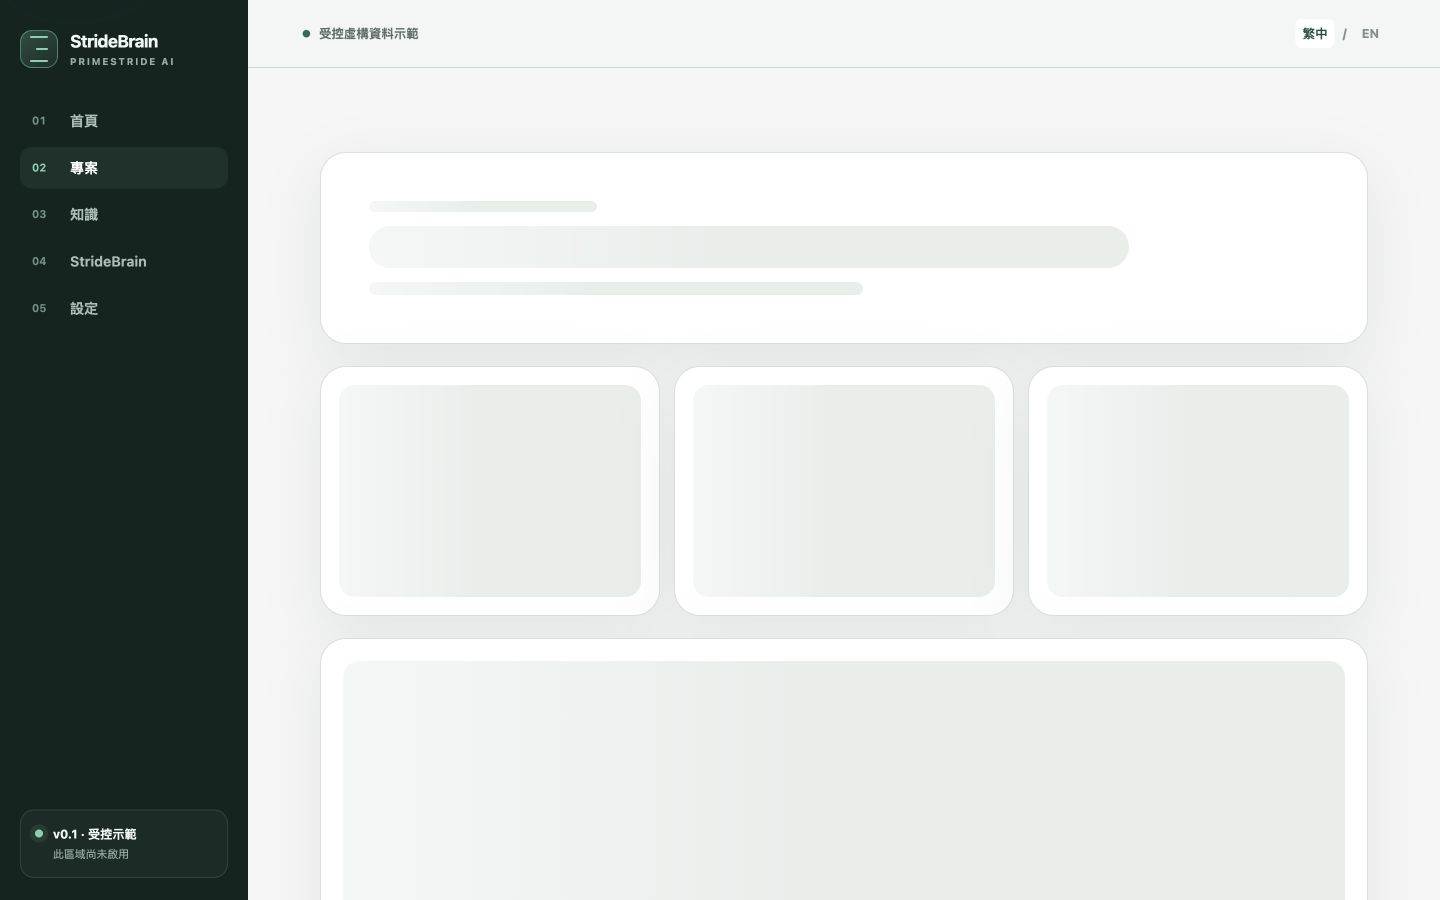 StrideBrain
PRIMESTRIDE AI
01 首頁
02 專案
03 知識
04 StrideBrain
05 設定
v0.1 · 受控示範
此區域尚未啟用
受控虛構資料示範
繁中 / EN